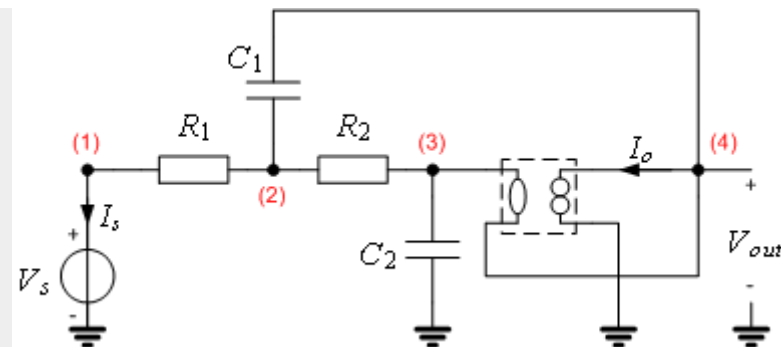 C1
R1
R2
(1)
(2)
(3)
(4)
Io
Is
+
Vs
-
C2
+
Vout
-